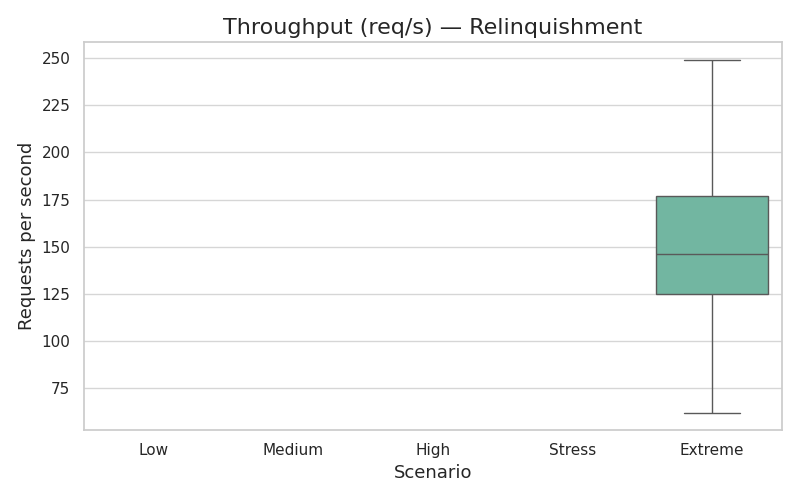 Throughput (req/s) — Relinquishment
Requests per second
250
225
200
175
150
125
100
75
Low Medium High Stress Extreme
Scenario